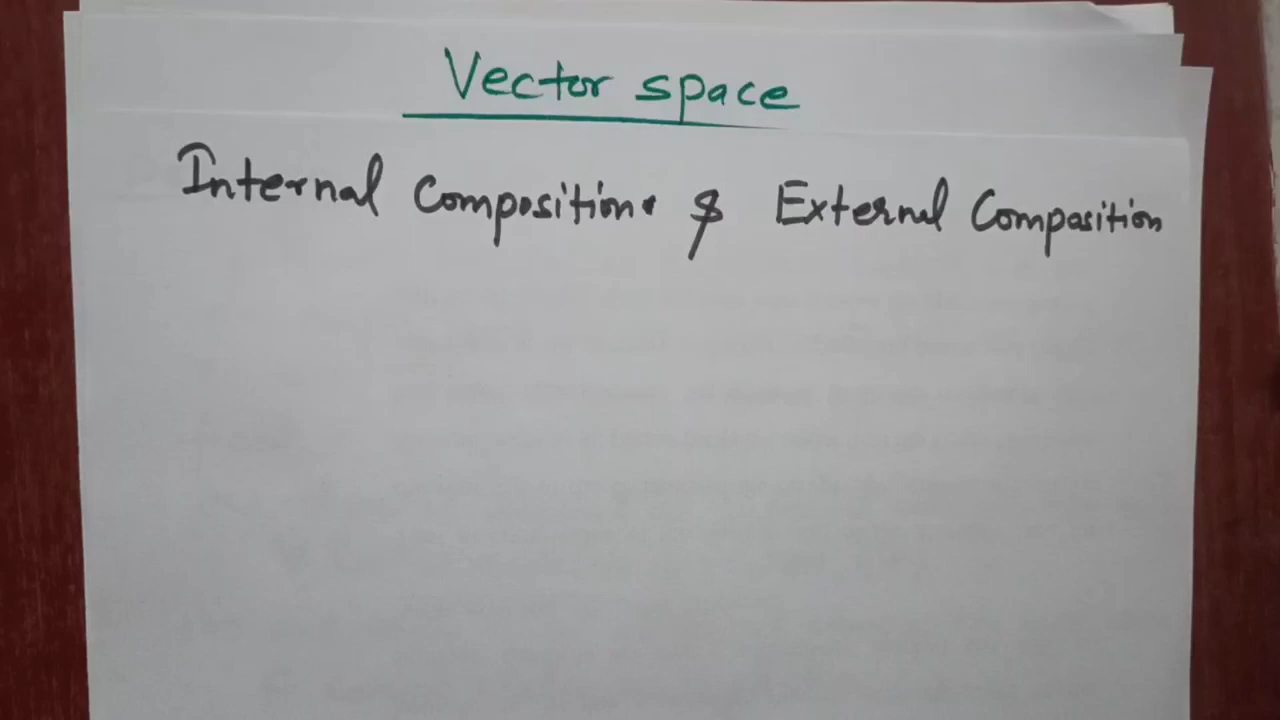 Vector space
Internal Composition & External Composition